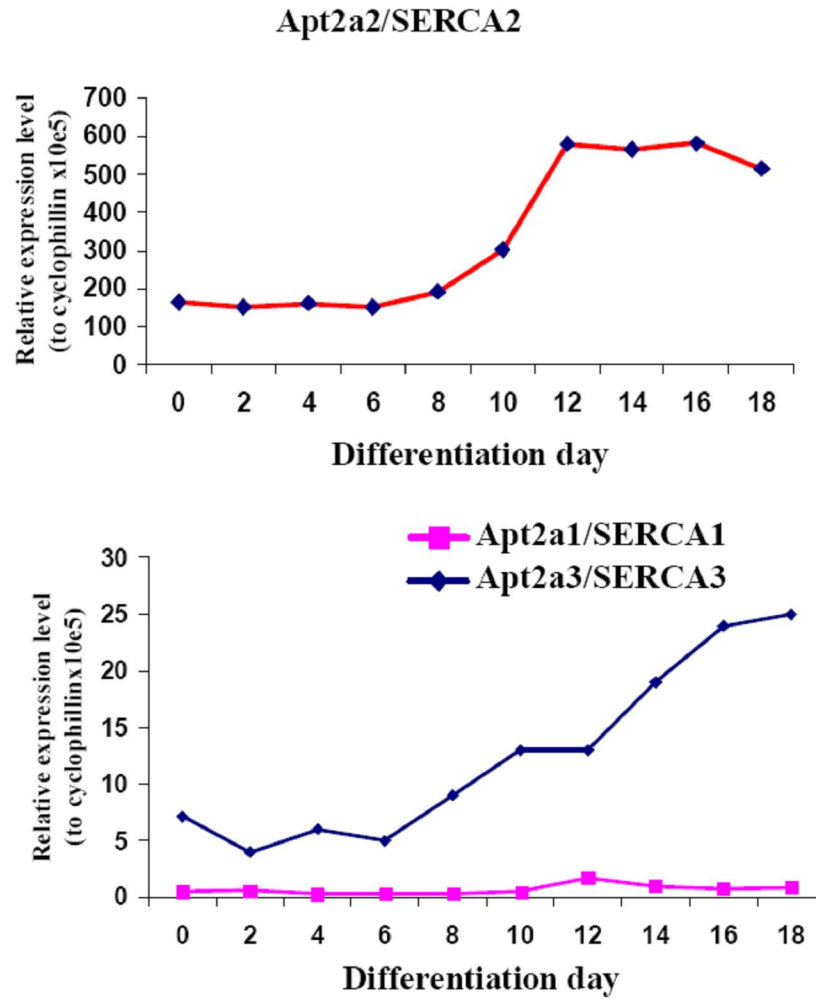 Apt2a2/SERCA2
Relative expression level
(to cyclophillin x10e5)
700
600
500
400
300
200
100
0
0 2 4 6 8 10 12 14 16 18
Differentiation day
Apt2a1/SERCA1
Apt2a3/SERCA3
Relative expression level
(to cyclophillinx10e5)
30
25
20
15
10
5
0
0 2 4 6 8 10 12 14 16 18
Differentiation day